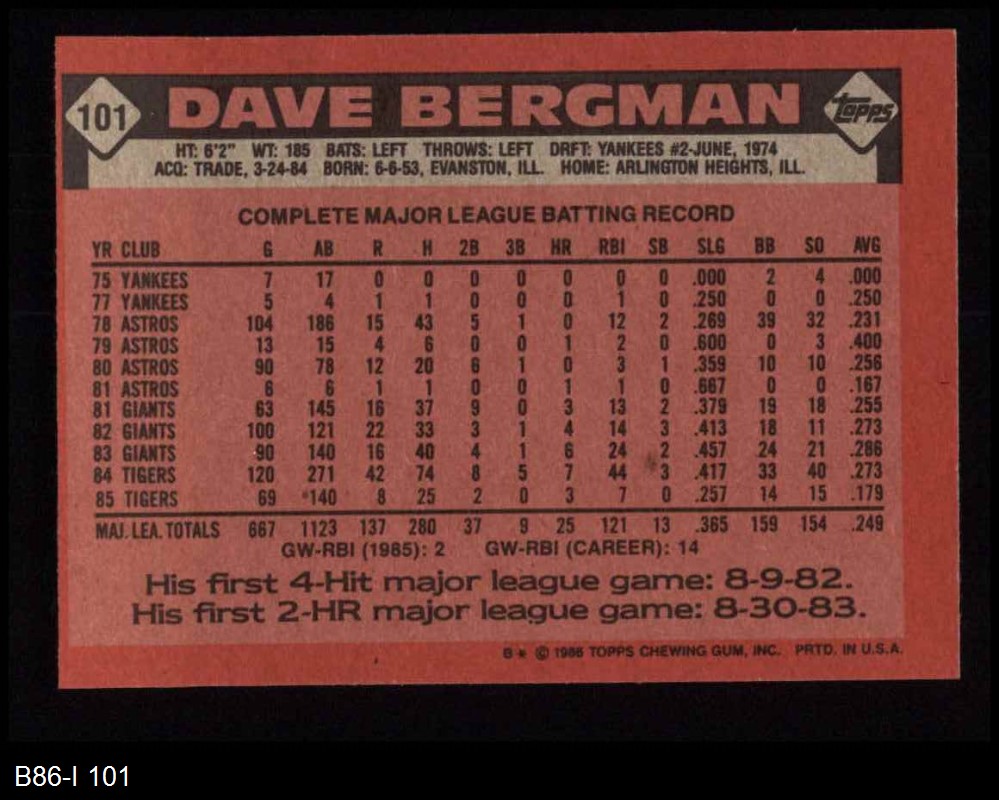 101 DAVE BERGMAN topps
HT: 6'2" WT: 185 BATS: LEFT THROWS: LEFT DRFT: YANKEES #2-JUNE, 1974
ACQ: TRADE, 3-24-84 BORN: 6-6-53, EVANSTON, ILL. HOME: ARLINGTON HEIGHTS, ILL.
COMPLETE MAJOR LEAGUE BATTING RECORD
YR CLUB G AB R H 2B 3B HR RBI SB SLG BB SO AVG
75 YANKEES 7 17 0 0 0 0 0 0 0 .000 2 4 .000
77 YANKEES 5 4 1 1 0 0 0 1 0 .250 0 0 .250
78 ASTROS 104 186 15 43 5 1 0 12 2 .269 39 32 .231
79 ASTROS 13 15 4 6 0 0 1 2 0 .600 0 3 .400
80 ASTROS 90 78 12 20 6 1 0 3 1 .359 10 10 .256
81 ASTROS 6 6 1 1 0 0 1 1 0 .667 0 0 .167
81 GIANTS 63 145 16 37 9 0 3 13 2 .379 19 18 .255
82 GIANTS 100 121 22 33 3 1 4 14 3 .413 18 11 .273
83 GIANTS 90 140 16 40 4 1 6 24 2 .457 24 21 .286
84 TIGERS 120 271 42 74 8 5 7 44 3 .417 33 40 .273
85 TIGERS 69 140 8 25 2 0 3 7 0 .257 14 15 .179
MAJ. LEA. TOTALS 667 1123 137 280 37 9 25 121 13 .365 159 154 .249
GW-RBI (1985): 2 GW-RBI (CAREER): 14
His first 4-Hit major league game: 8-9-82.
His first 2-HR major league game: 8-30-83.
B* © 1986 TOPPS CHEWING GUM, INC. PRTD. IN U.S.A.
B86-I 101